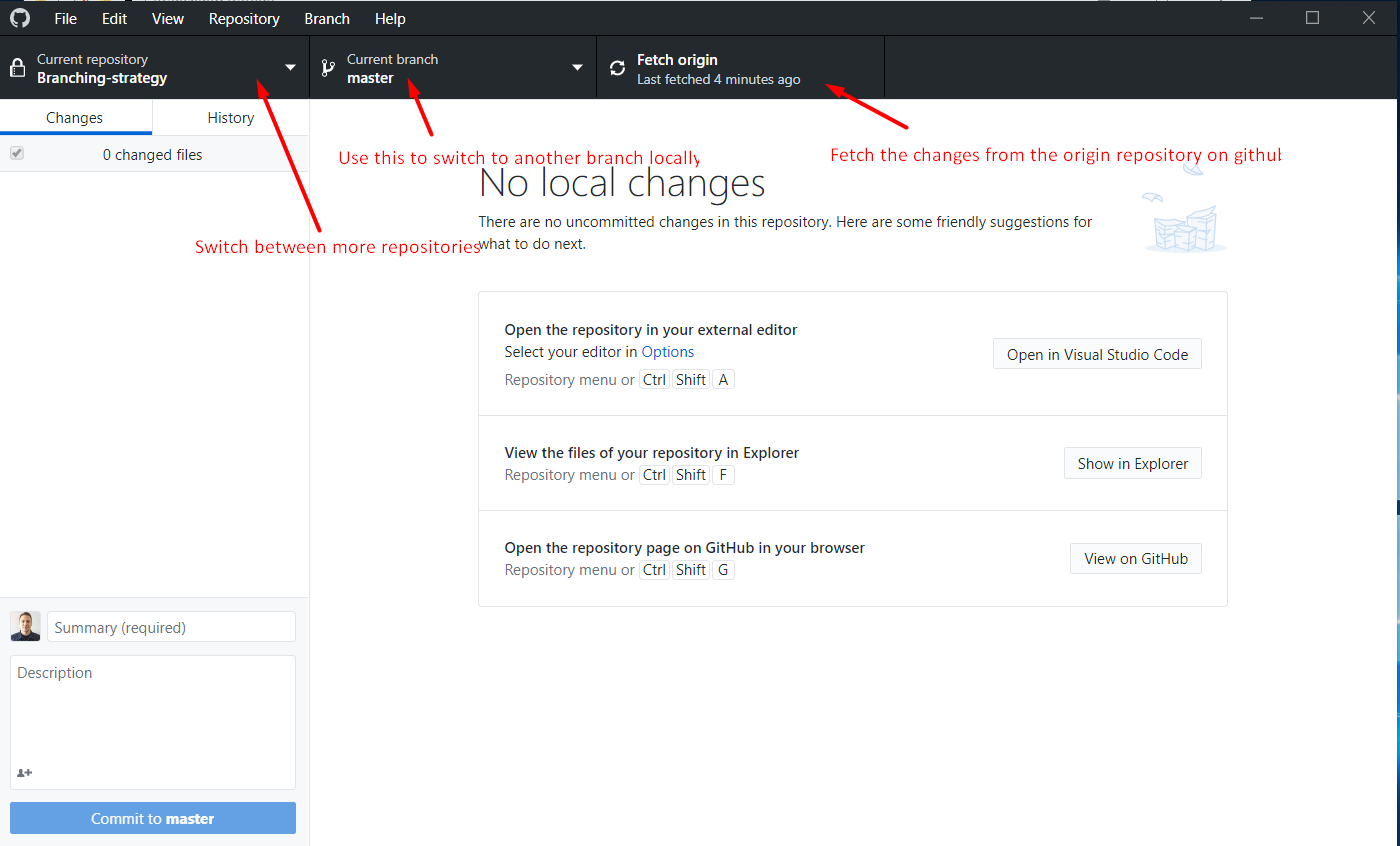 File Edit View Repository Branch Help
Current repository
Branching-strategy
Current branch
master
Fetch origin
Last fetched 4 minutes ago
Changes History
0 changed files
Use this to switch to another branch locally
Fetch the changes from the origin repository on github
Switch between more repositories
No local changes
There are no uncommitted changes in this repository. Here are some friendly suggestions for
what to do next.
Open the repository in your external editor
Select your editor in Options
Repository menu or Ctrl Shift A
Open in Visual Studio Code
View the files of your repository in Explorer
Repository menu or Ctrl Shift F
Show in Explorer
Open the repository page on GitHub in your browser
Repository menu or Ctrl Shift G
View on GitHub
Summary (required)
Description
Commit to master